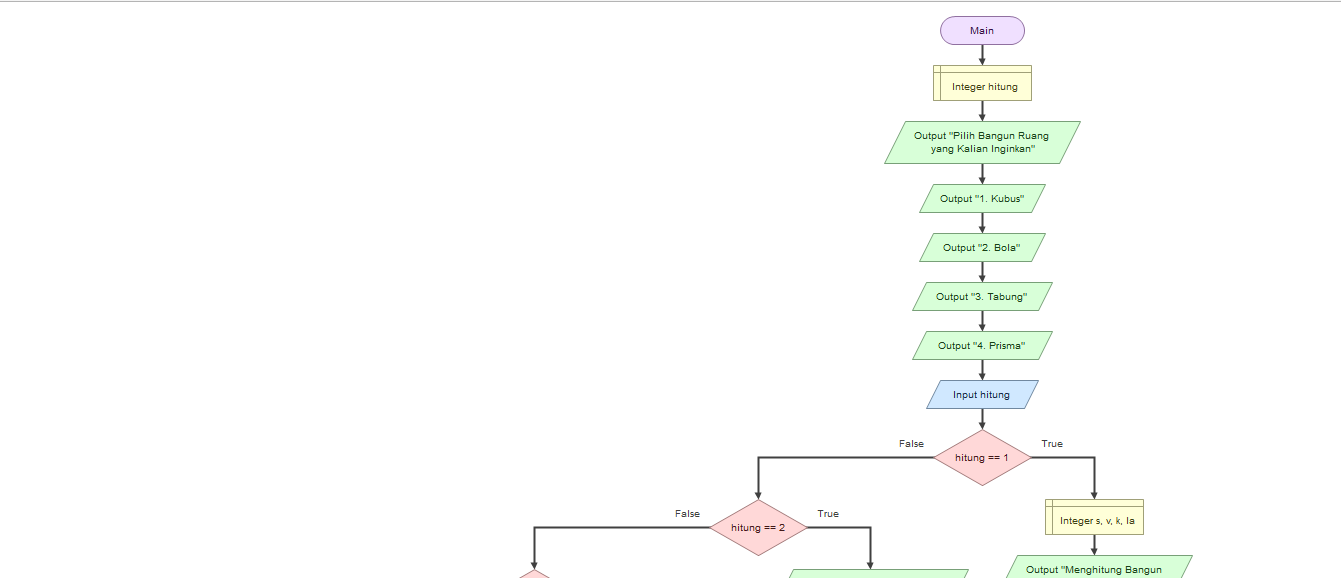 Main
Integer hitung
Output "Pilih Bangun Ruang
yang Kalian Inginkan"
Output "1. Kubus"
Output "2. Bola"
Output "3. Tabung"
Output "4. Prisma"
Input hitung
False
True
hitung == 1
False
True
hitung == 2
Integer s, v, k, la
Output "Menghitung Bangun